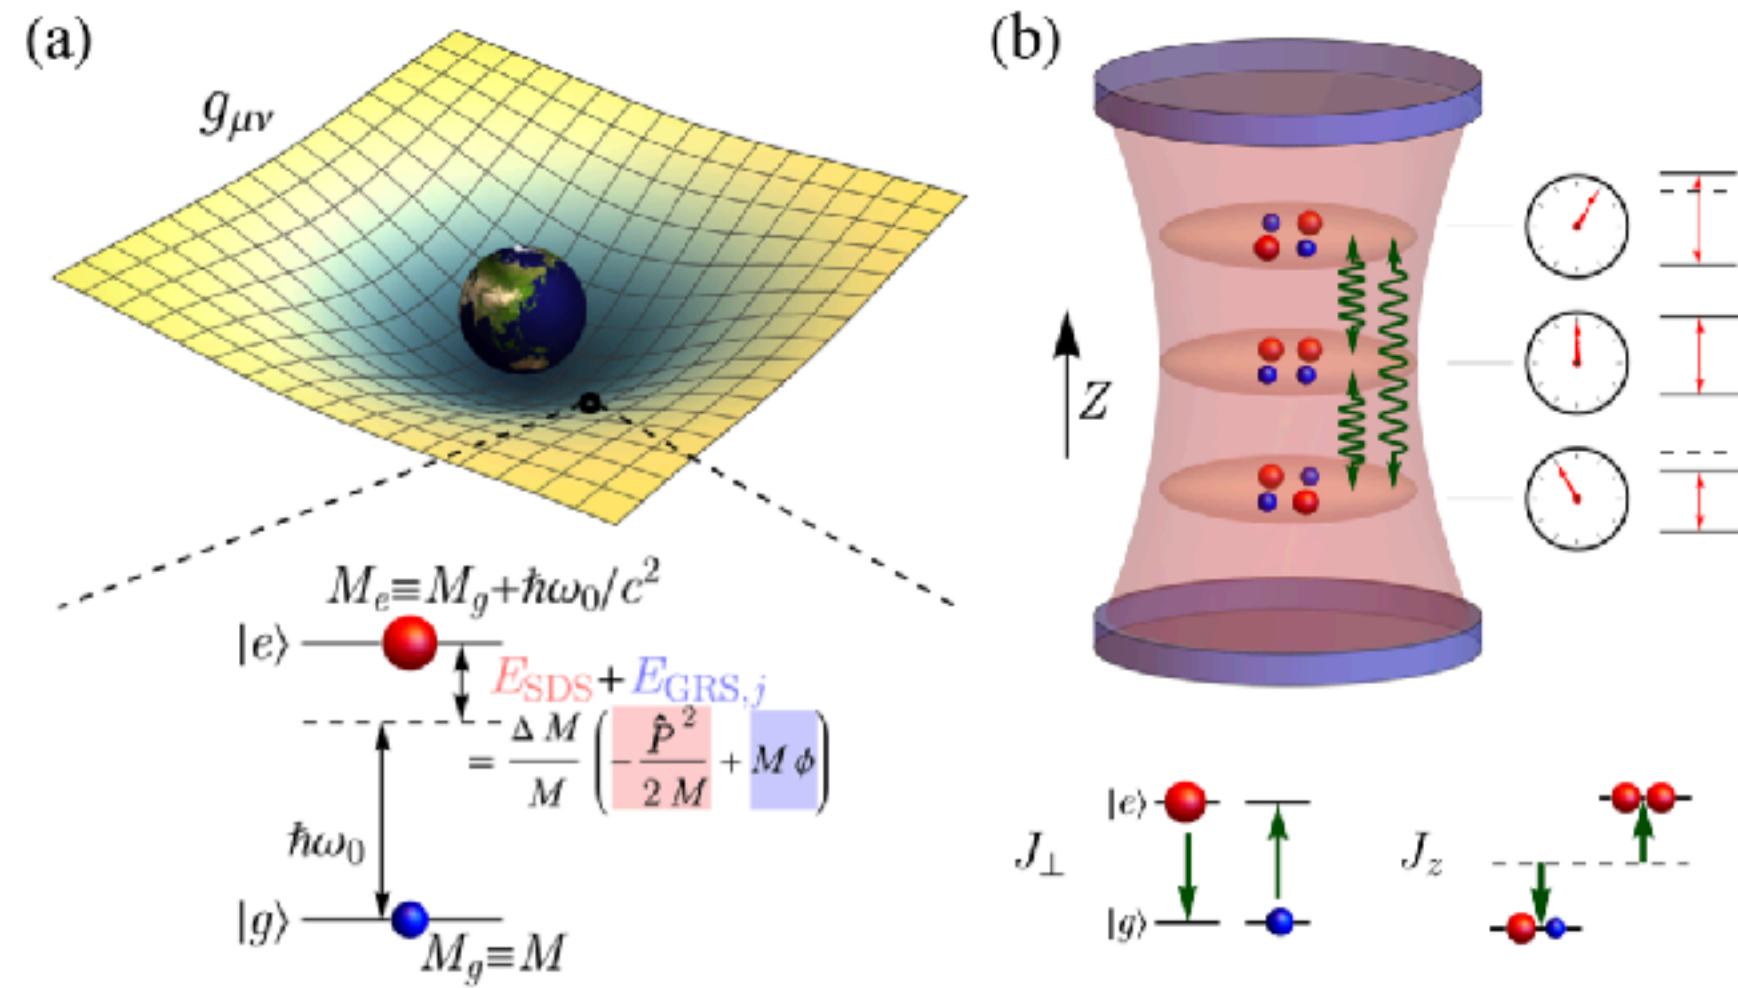 (a)
g_{μν}
M_e≡M_g+ħω_0/c^2
|e⟩
E_SDS+E_GRS,j
= ΔM/M (−P̂^2/2M + Mϕ)
ħω_0
|g⟩
M_g≡M
(b)
Z
J_⊥
|e⟩
|g⟩
J_z